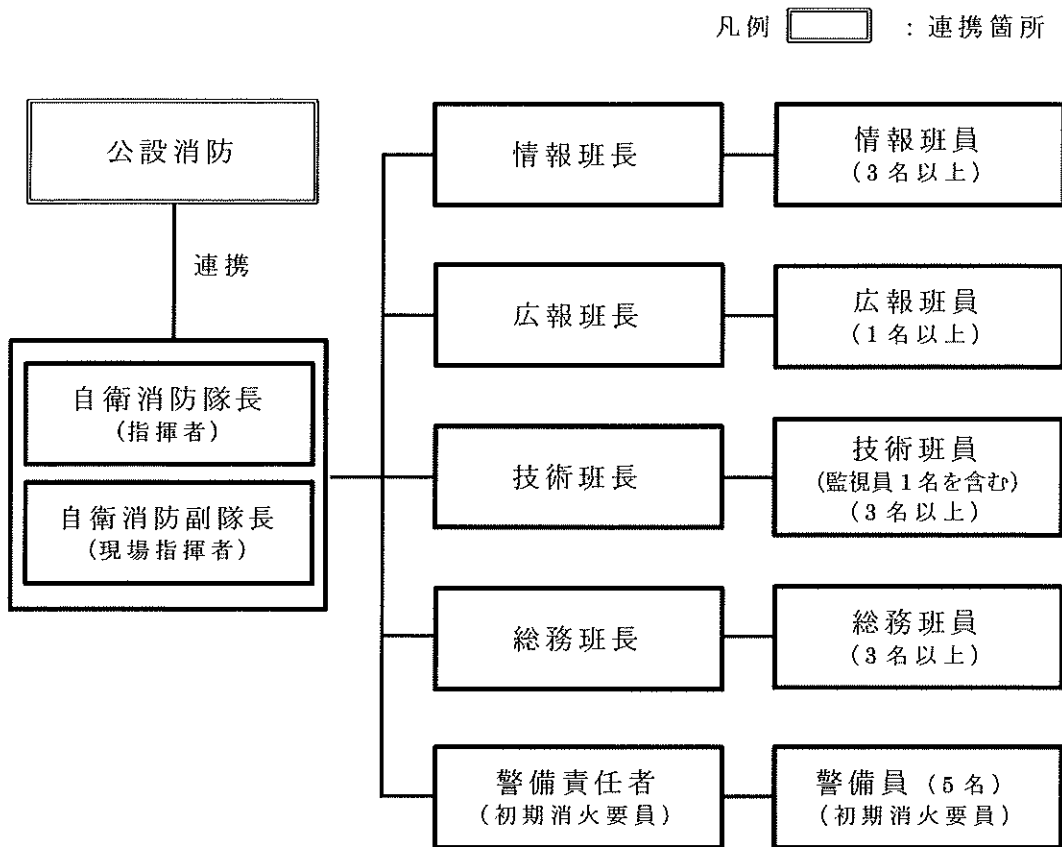 凡例 : 連携箇所
公設消防
連携
自衛消防隊長
(指揮者)
自衛消防副隊長
(現場指揮者)
情報班長
情報班員
(3名以上)
広報班長
広報班員
(1名以上)
技術班長
技術班員
(監視員1名を含む)
(3名以上)
総務班長
総務班員
(3名以上)
警備責任者
(初期消火要員)
警備員 (5名)
(初期消火要員)